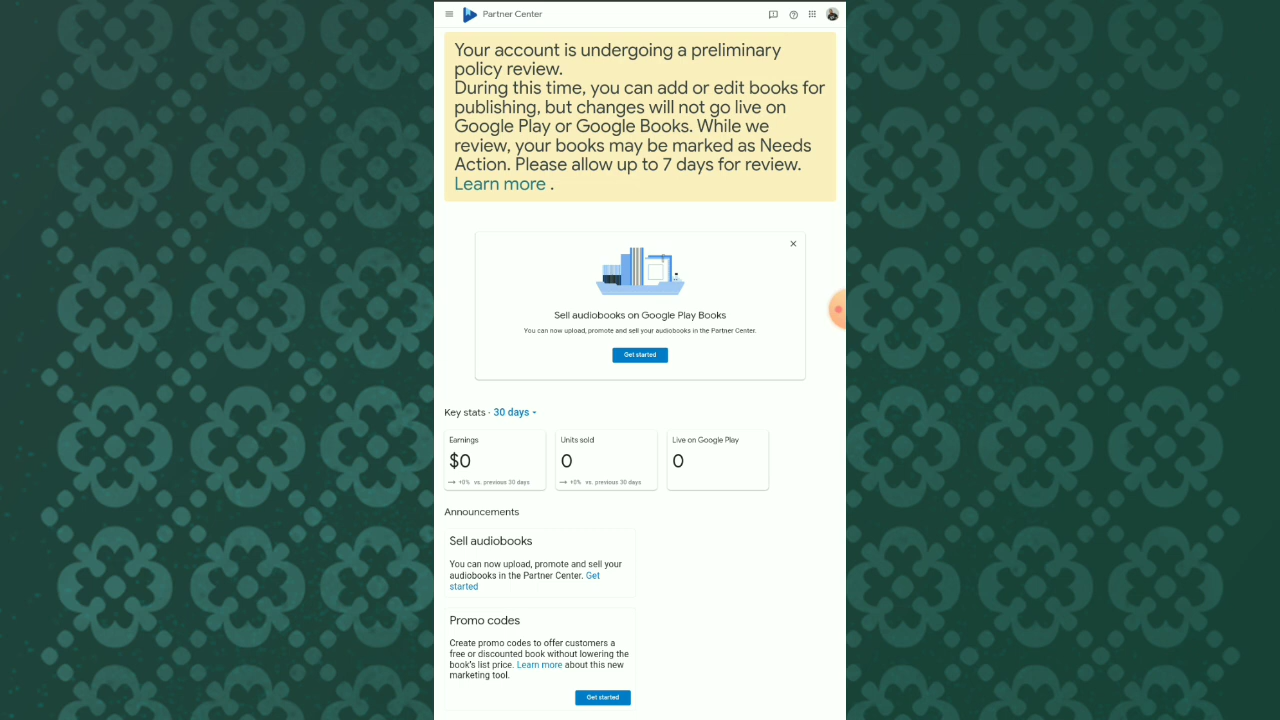 Partner Center
Your account is undergoing a preliminary
policy review.
During this time, you can add or edit books for
publishing, but changes will not go live on
Google Play or Google Books. While we
review, your books may be marked as Needs
Action. Please allow up to 7 days for review.
Learn more .
Sell audiobooks on Google Play Books
You can now upload, promote and sell your audiobooks in the Partner Center.
Get started
Key stats · 30 days
Earnings
$0
+0% vs. previous 30 days
Units sold
0
+0% vs. previous 30 days
Live on Google Play
0
Announcements
Sell audiobooks
You can now upload, promote and sell your
audiobooks in the Partner Center. Get
started
Promo codes
Create promo codes to offer customers a
free or discounted book without lowering the
book's list price. Learn more about this new
marketing tool.
Get started